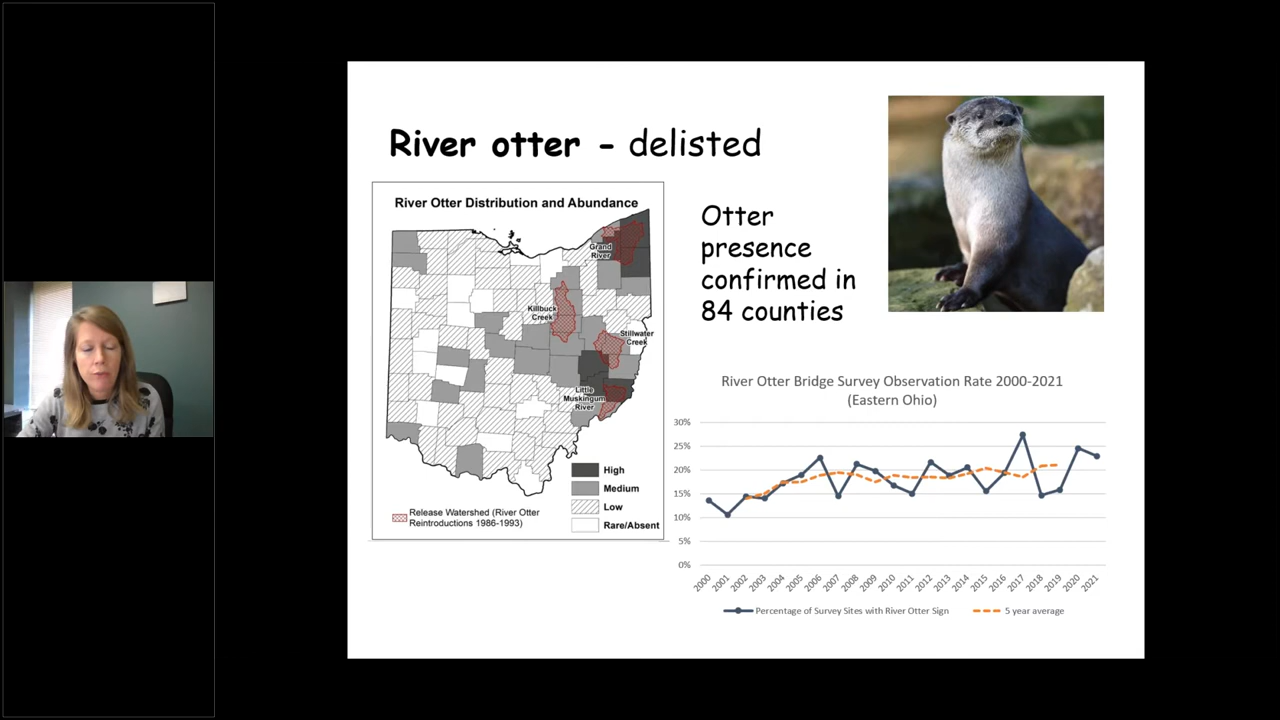 River otter - delisted
River Otter Distribution and Abundance
Grand
River
Killbuck
Creek
Stillwater
Creek
Little
Muskingum
River
High
Medium
Low
Rare/Absent
Release Watershed (River Otter
Reintroductions 1986-1993)
Otter
presence
confirmed in
84 counties
River Otter Bridge Survey Observation Rate 2000-2021
(Eastern Ohio)
30%
25%
20%
15%
10%
5%
0%
2000 2001 2002 2003 2004 2005 2006 2007 2008 2009 2010 2011 2012 2013 2014 2015 2016 2017 2018 2019 2020 2021
Percentage of Survey Sites with River Otter Sign 5 year average